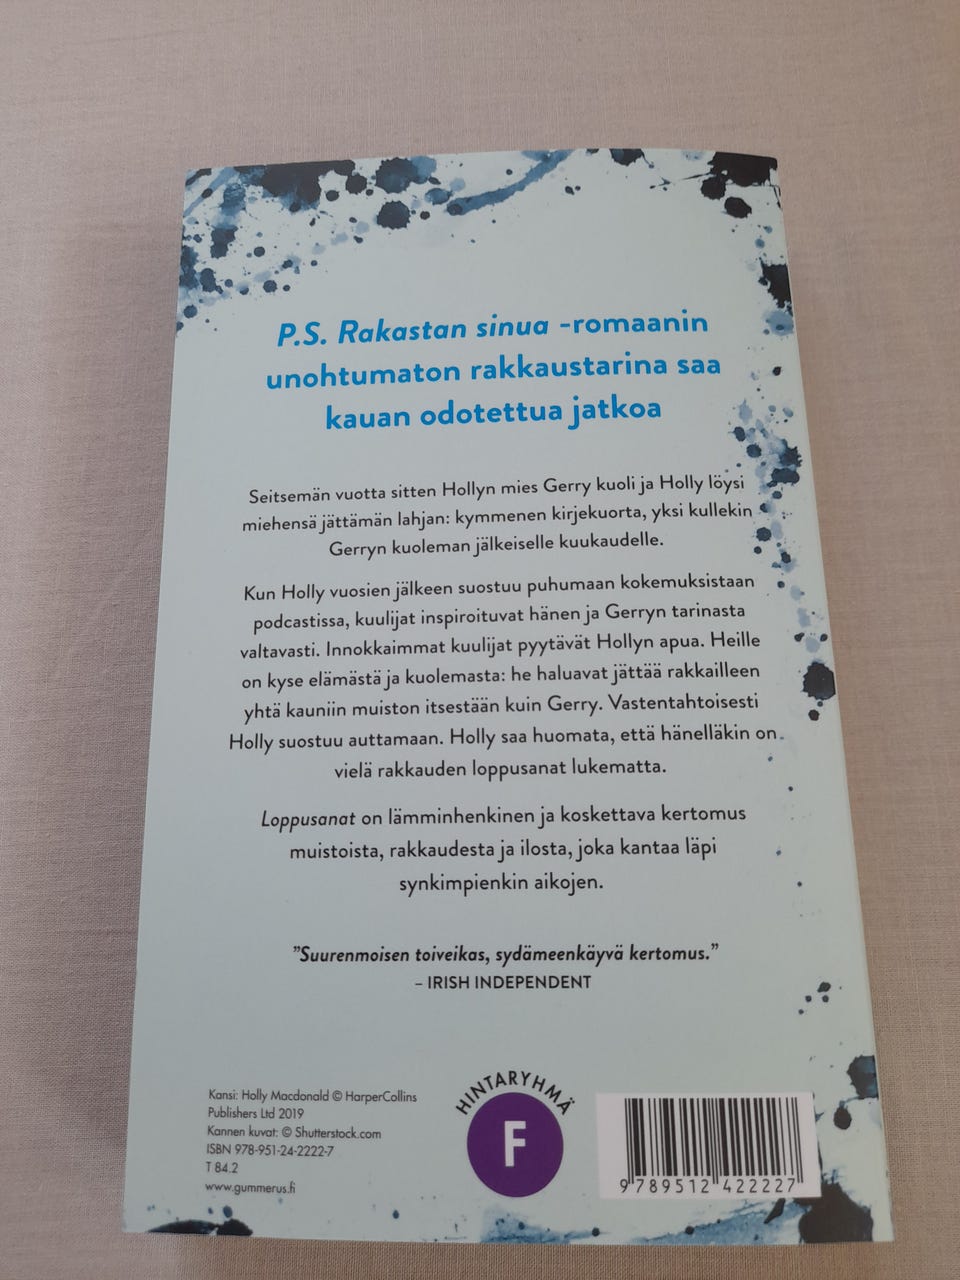 P.S. Rakastan sinua -romaanin
unohtumaton rakkaustarina saa
kauan odotettua jatkoa
Seitsemän vuotta sitten Hollyn mies Gerry kuoli ja Holly löysi
miehensä jättämän lahjan: kymmenen kirjekuorta, yksi kullekin
Gerryn kuoleman jälkeiselle kuukaudelle.
Kun Holly vuosien jälkeen suostuu puhumaan kokemuksistaan
podcastissa, kuulijat inspiroituvat hänen ja Gerryn tarinasta
valtavasti. Innokkaimmat kuulijat pyytävät Hollyn apua. Heille
on kyse elämästä ja kuolemasta: he haluavat jättää rakkailleen
yhtä kauniin muiston itsestään kuin Gerry. Vastentahtoisesti
Holly suostuu auttamaan. Holly saa huomata, että hänelläkin on
vielä rakkauden loppusanat lukematta.
Loppusanat on lämminhenkinen ja koskettava kertomus
muistoista, rakkaudesta ja ilosta, joka kantaa läpi
synkimpienkin aikojen.
”Suurenmoisen toiveikas, sydämeenkäyvä kertomus.”
– IRISH INDEPENDENT
Kansi: Holly Macdonald © HarperCollins
Publishers Ltd 2019
Kannen kuvat: © Shutterstock.com
ISBN 978-951-24-2222-7
T 84.2
www.gummerus.fi
HINTARYHMÄ
F
9 789512 422227